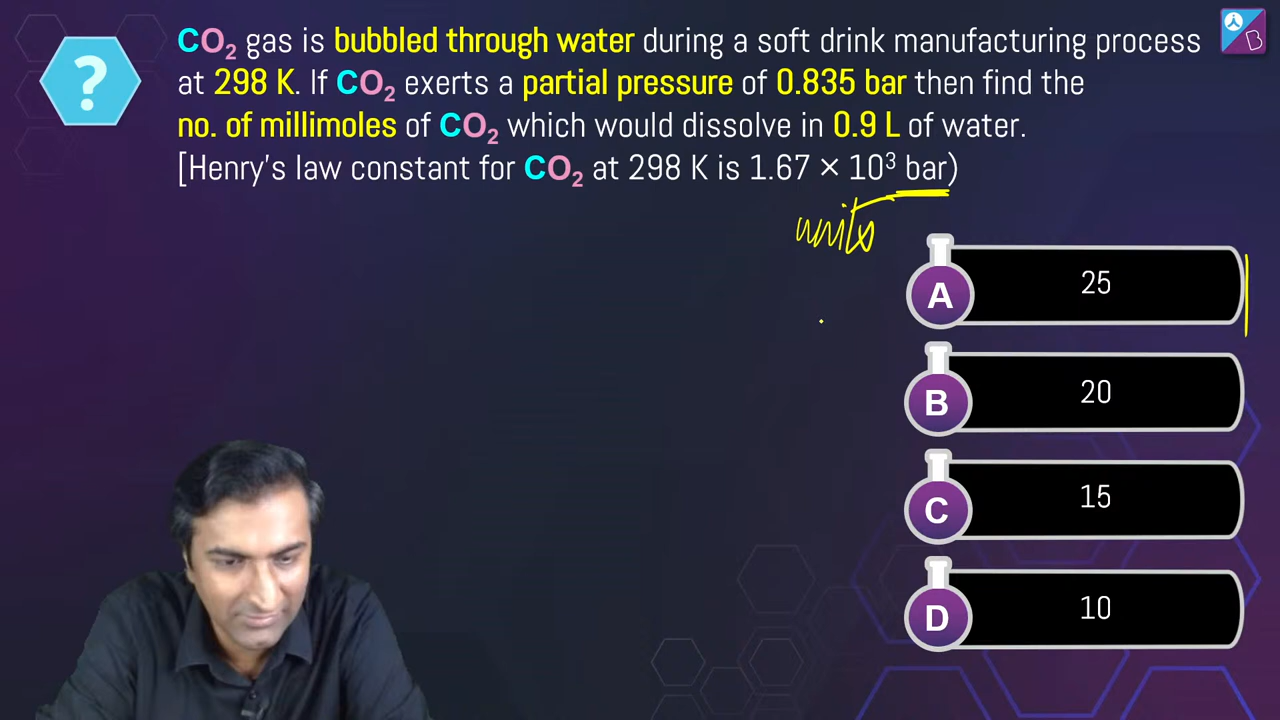 CO₂ gas is bubbled through water during a soft drink manufacturing process
at 298 K. If CO₂ exerts a partial pressure of 0.835 bar then find the
no. of millimoles of CO₂ which would dissolve in 0.9 L of water.
[Henry's law constant for CO₂ at 298 K is 1.67 × 10³ bar)
units
?
B
A 25
B 20
C 15
D 10